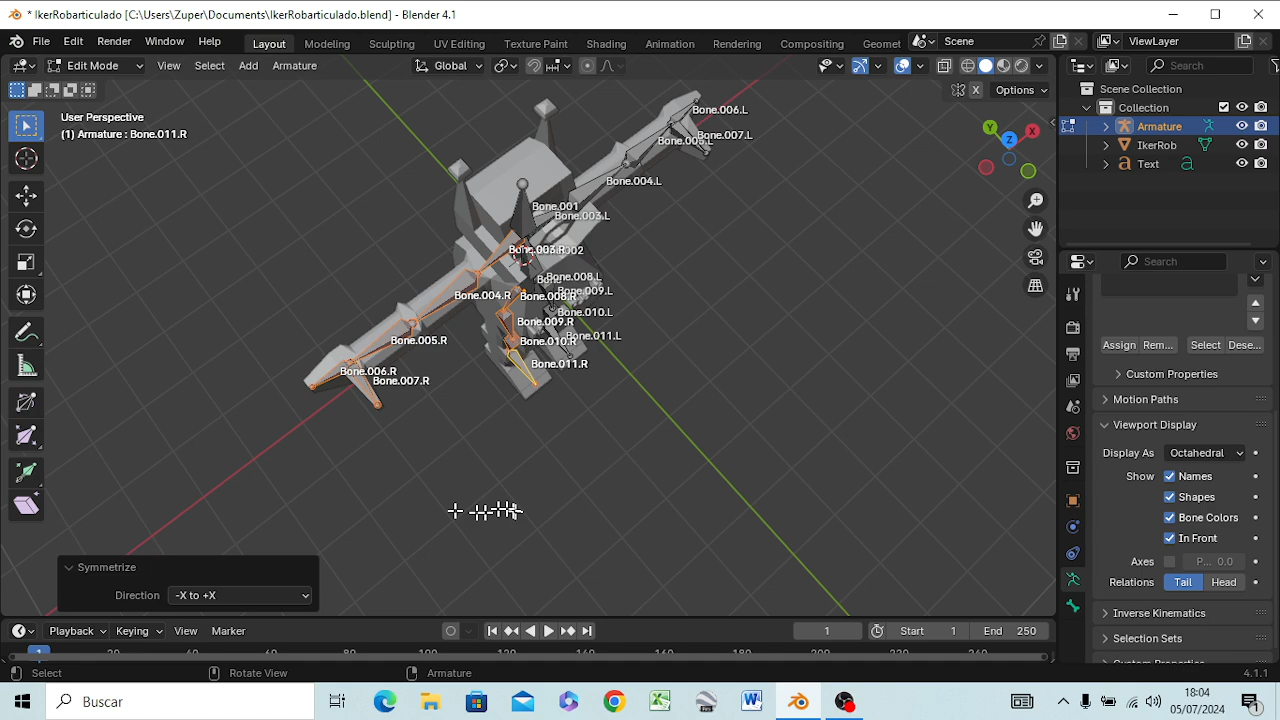 * IkerRobarticulado [C:\Users\Zuper\Documents\IkerRobarticulado.blend] - Blender 4.1
File Edit Render Window Help Layout Modeling Sculpting UV Editing Texture Paint Shading Animation Rendering Compositing Geomet Scene ViewLayer
Edit Mode View Select Add Armature Global Search
X Options
Scene Collection
User Perspective
(1) Armature : Bone.011.R
Collection
Armature
IkerRob
Text
Y X Z
Bone.006.L
Bone.007.L
Bone.004.L
Bone.001
Bone.003.L
Bone.003.R
Bone.008.L
Bone.009.L
Bone.004.R Bone.008.R
Bone.010.L
Bone.009.R
Bone.011.L
Bone.005.R Bone.010.R
Bone.011.R
Bone.006.R
Bone.007.R
Search
Assign Rem... Select Dese...
Custom Properties
Motion Paths
Viewport Display
Display As Octahedral
Show Names
Shapes
Bone Colors
In Front
Axes P... 0.0
Relations Tail Head
Inverse Kinematics
Selection Sets
Symmetrize
Direction -X to +X
Playback Keying View Marker 1 Start 1 End 250
Select Rotate View Armature 4.1.1
Buscar
18:04
05/07/2024
1